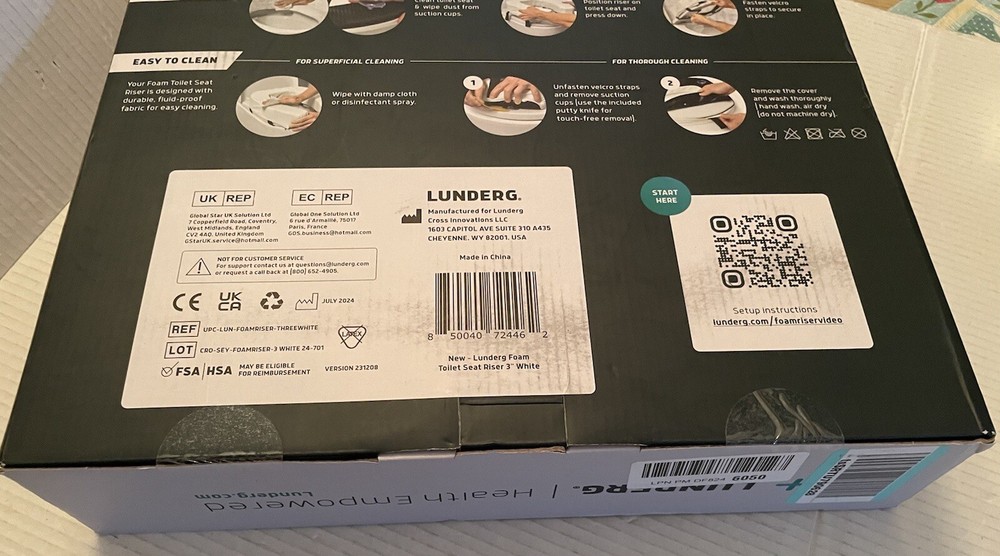 Clean toilet seat
& wipe dust from
suction cups.
Position riser on
toilet seat and
press down.
Fasten velcro
straps to secure
in place.
EASY TO CLEAN
FOR SUPERFICIAL CLEANING
FOR THOROUGH CLEANING
Your Foam Toilet Seat
Riser is designed with
durable, fluid-proof
fabric for easy cleaning.
Wipe with damp cloth
or disinfectant spray.
1
Unfasten velcro straps
and remove suction
cups (use the included
putty knife for
touch-free removal).
2
Remove the cover
and wash thoroughly
(hand wash, air dry
(do not machine dry).
UK REP
Global Star UK Solution Ltd
7 Copperfield Road, Coventry,
West Midlands, England
CV2 4AQ, United Kingdom
GStarUK.service@hotmail.com
EC REP
Global One Solution Ltd
6 rue d'Armaillé, 75017
Paris, France
GOS.business@hotmail.com
NOT FOR CUSTOMER SERVICE
For support contact us at questions@lunderg.com
or request a call back at (800) 652-4905.
CE
UK
CA
JULY 2024
REF UPC-LUN-FOAMRISER-THREEWHITE
LATEX
LOT CRO-SEY-FOAMRISER-3 WHITE 24-701
FSA HSA
MAY BE ELIGIBLE
FOR REIMBURSEMENT
VERSION 231208
LUNDERG.
Manufactured for Lunderg
Cross Innovations LLC
1603 CAPITOL AVE SUITE 310 A435
CHEYENNE. WY 82001. USA
Made in China
8 50040 72446 2
New - Lunderg Foam
Toilet Seat Riser 3" White
START
HERE
Setup instructions
lunderg.com/foamriservideo
LUNDERG. | Health Empowered
Lunderg.com
6050